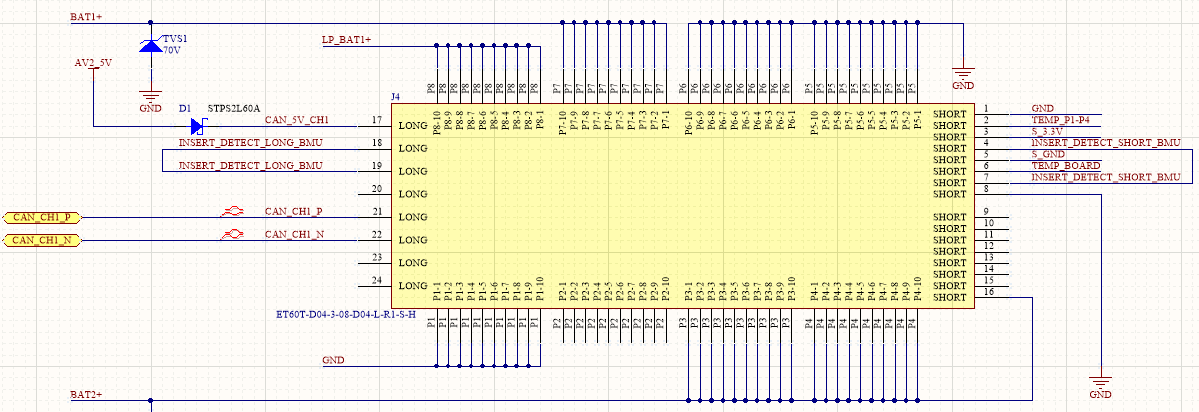 BAT1+
TVS1
70V
GND
LP_BAT1+
AV2_5V
D1
STPS2L60A
J4
P8 P8 P8 P8 P8 P8 P8 P8 P8
P7 P7 P7 P7 P7 P7 P7 P7 P7
P6 P6 P6 P6 P6 P6 P6 P6 P6 P6
P5 P5 P5 P5 P5 P5 P5 P5 P5
GND
P8-10 P8-9 P8-8 P8-7 P8-6 P8-5 P8-4 P8-3 P8-2 P8-1
P7-10 P7-9 P7-8 P7-7 P7-6 P7-5 P7-4 P7-3 P7-2 P7-1
P6-10 P6-9 P6-8 P6-7 P6-6 P6-5 P6-4 P6-3 P6-2 P6-1
P5-10 P5-9 P5-8 P5-7 P5-6 P5-5 P5-4 P5-3 P5-2 P5-1
CAN_5V_CH1 17 LONG
INSERT_DETECT_LONG_BMU 18 LONG
INSERT_DETECT_LONG_BMU 19 LONG
20 LONG
CAN_CH1_P CAN_CH1_P 21 LONG
CAN_CH1_N CAN_CH1_N 22 LONG
23 LONG
24 LONG
SHORT 1 GND
SHORT 2 TEMP_P1-P4
SHORT 3 S_3.3V
SHORT 4 INSERT_DETECT_SHORT_BMU
SHORT 5 S_GND
SHORT 6 TEMP_BOARD
SHORT 7 INSERT_DETECT_SHORT_BMU
SHORT 8
SHORT 9
SHORT 10
SHORT 11
SHORT 12
SHORT 13
SHORT 14
SHORT 15
SHORT 16
P1-1 P1-2 P1-3 P1-4 P1-5 P1-6 P1-7 P1-8 P1-9 P1-10
P2-1 P2-2 P2-3 P2-4 P2-5 P2-6 P2-7 P2-8 P2-9 P2-10
P3-1 P3-2 P3-3 P3-4 P3-5 P3-6 P3-7 P3-8 P3-9 P3-10
P4-1 P4-2 P4-3 P4-4 P4-5 P4-6 P4-7 P4-8 P4-9 P4-10
ET60T-D04-3-08-D04-L-R1-S-H
P1 P1 P1 P1 P1 P1 P1 P1 P1 P1
P2 P2 P2 P2 P2 P2 P2 P2 P2 P2
P3 P3 P3 P3 P3 P3 P3 P3 P3 P3
P4 P4 P4 P4 P4 P4 P4 P4 P4 P4
GND
GND
BAT2+